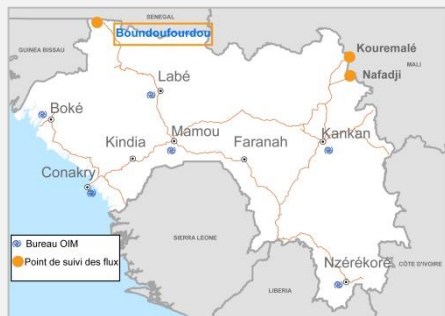 SENEGAL
GUINEA BISSAU
Boundoufourdou
Kouremalé
MALI
Nafadji
Labé
Boké
Kindia
Mamou
Faranah
Kankan
Conakry
SIERRA LEONE
Bureau OIM
Point de suivi des flux
Nzérékoré
CÔTE D'IVOIRE
LIBERIA